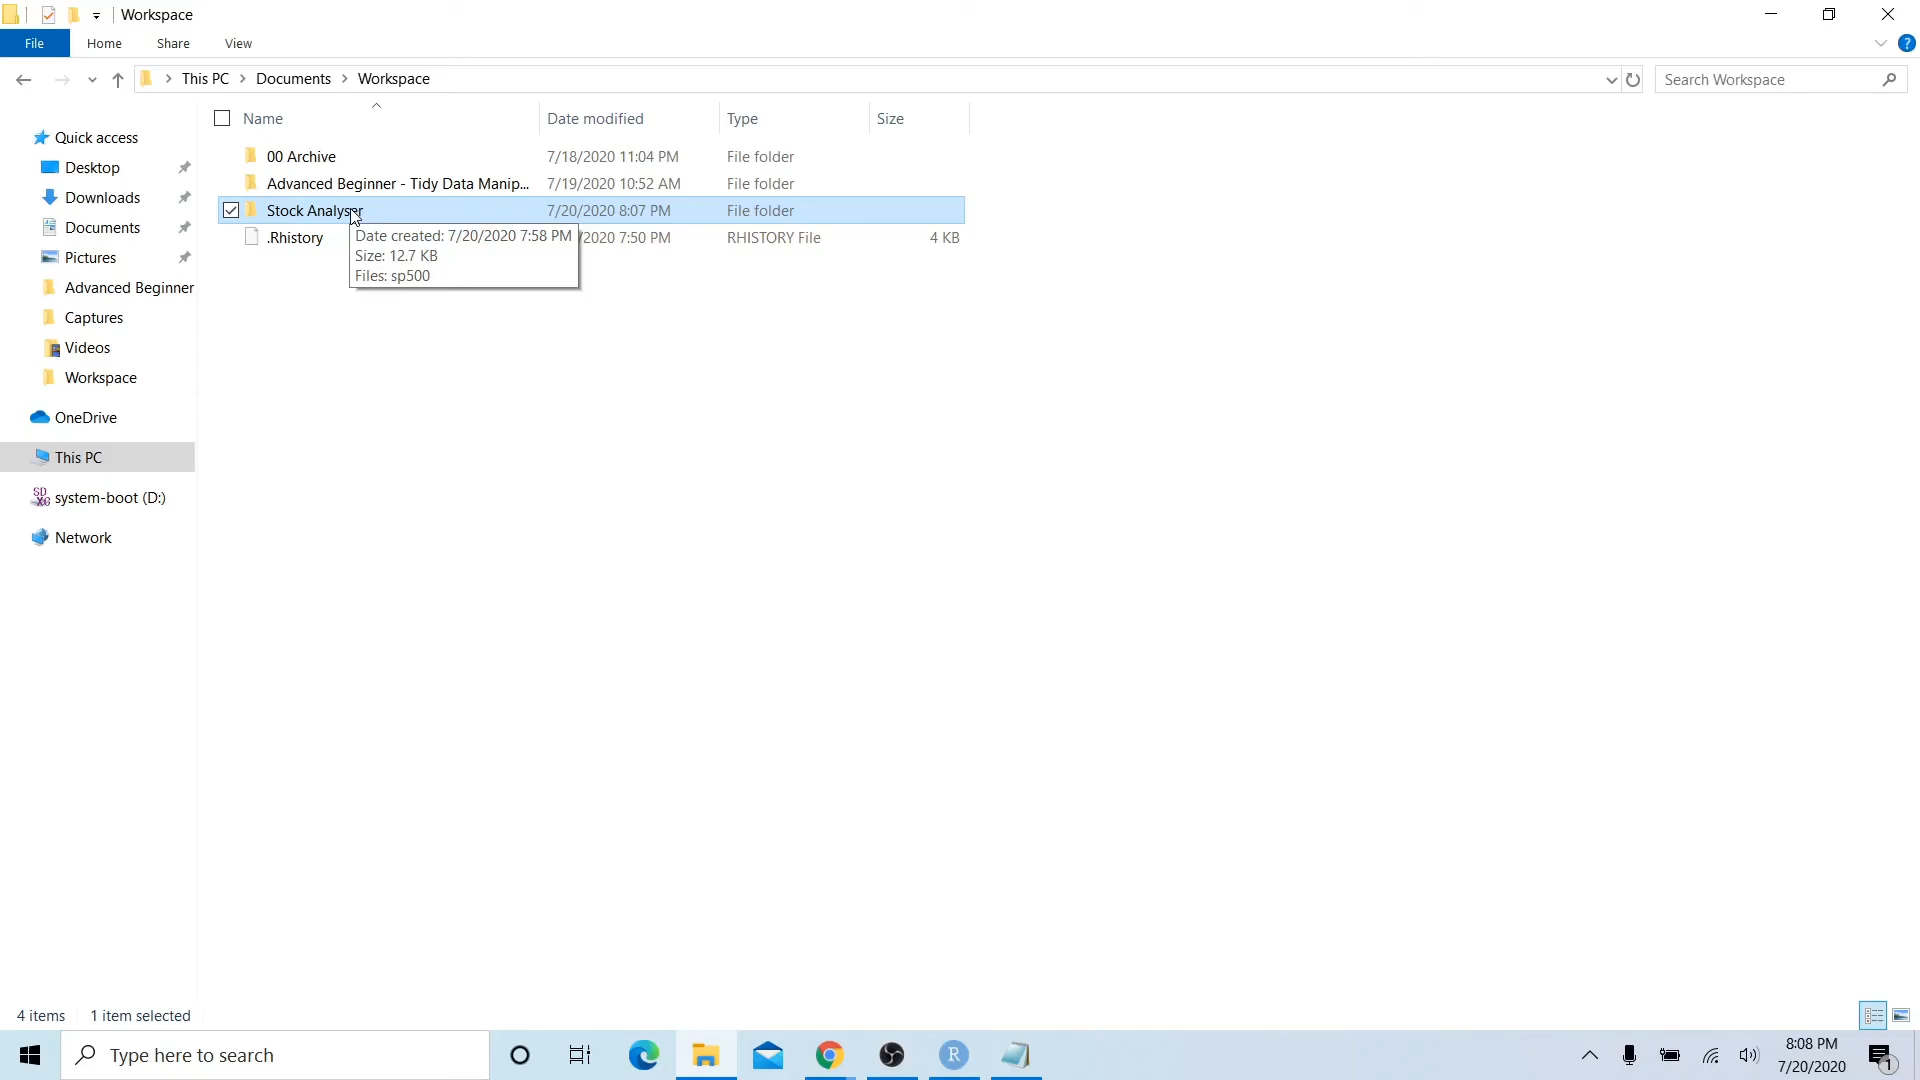 Workspace
File Home Share View
This PC Documents Workspace
Search Workspace
Name Date modified Type Size
Quick access
Desktop
Downloads
Documents
Pictures
Advanced Beginner
Captures
Videos
Workspace
OneDrive
This PC
system-boot (D:)
Network
00 Archive 7/18/2020 11:04 PM File folder
Advanced Beginner - Tidy Data Manip... 7/19/2020 10:52 AM File folder
Stock Analyser 7/20/2020 8:07 PM File folder
.Rhistory /2020 7:50 PM RHISTORY File 4 KB
Date created: 7/20/2020 7:58 PM
Size: 12.7 KB
Files: sp500
4 items 1 item selected
Type here to search
8:08 PM
7/20/2020
1